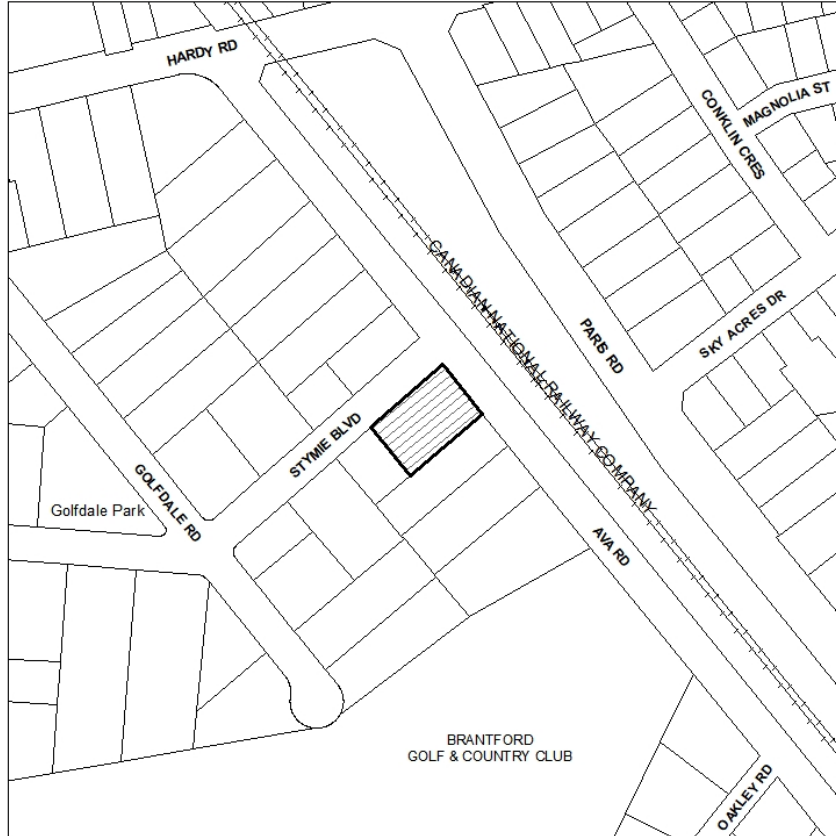 HARDY RD
MAGNOLIA ST
CONKLIN CRES
CANADIAN NATIONAL RAILWAY COMPANY
SKY ACRES DR
PARIS RD
STYMIE BLVD
GOLFDALE RD
Golfdale Park
AVA RD
BRANTFORD
GOLF & COUNTRY CLUB
OAKLEY RD